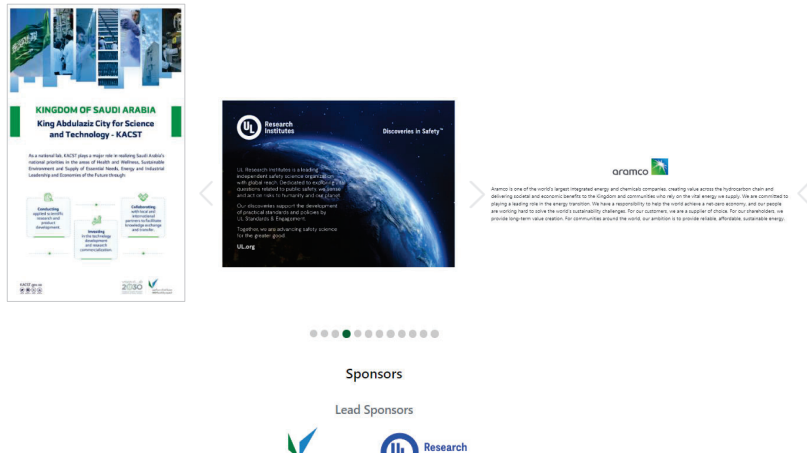 KINGDOM OF SAUDI ARABIA
King Abdulaziz City for Science
and Technology - KACST
As a national lab, KACST plays a major role in realizing Saudi Arabia's
national priorities in the areas of Health and Wellness, Sustainable
Environment and Supply of Essential Needs, Energy and Industrial
Leadership and Economies of the Future through:
Conducting
applied scientific
research and
product
development.
Investing
in the technology
development
and research
commercialization.
Collaborating
with local and
international
partners to facilitate
knowledge exchange
and transfer.
KACST.gov.sa
2030
UL
Research
Institutes
Discoveries in Safety™
UL Research Institutes is a leading
independent safety science organization
with global reach. Dedicated to exploring
questions related to public safety, we sense
and act on risks to humanity and our planet.
Our discoveries support the development
of practical standards and policies by
UL Standards & Engagement.
Together, we are advancing safety science
for the greater good.
UL.org
aramco
Aramco is one of the world's largest integrated energy and chemicals companies, creating value across the hydrocarbon chain and
delivering societal and economic benefits to the Kingdom and communities who rely on the vital energy we supply. We are committed to
playing a leading role in the energy transition. We have a responsibility to help the world achieve a net-zero economy, and our people
are working hard to solve the world's sustainability challenges. For our customers, we are a supplier of choice. For our shareholders, we
provide long-term value creation. For communities around the world, our ambition is to provide reliable, affordable, sustainable energy.
Sponsors
Lead Sponsors
UL
Research